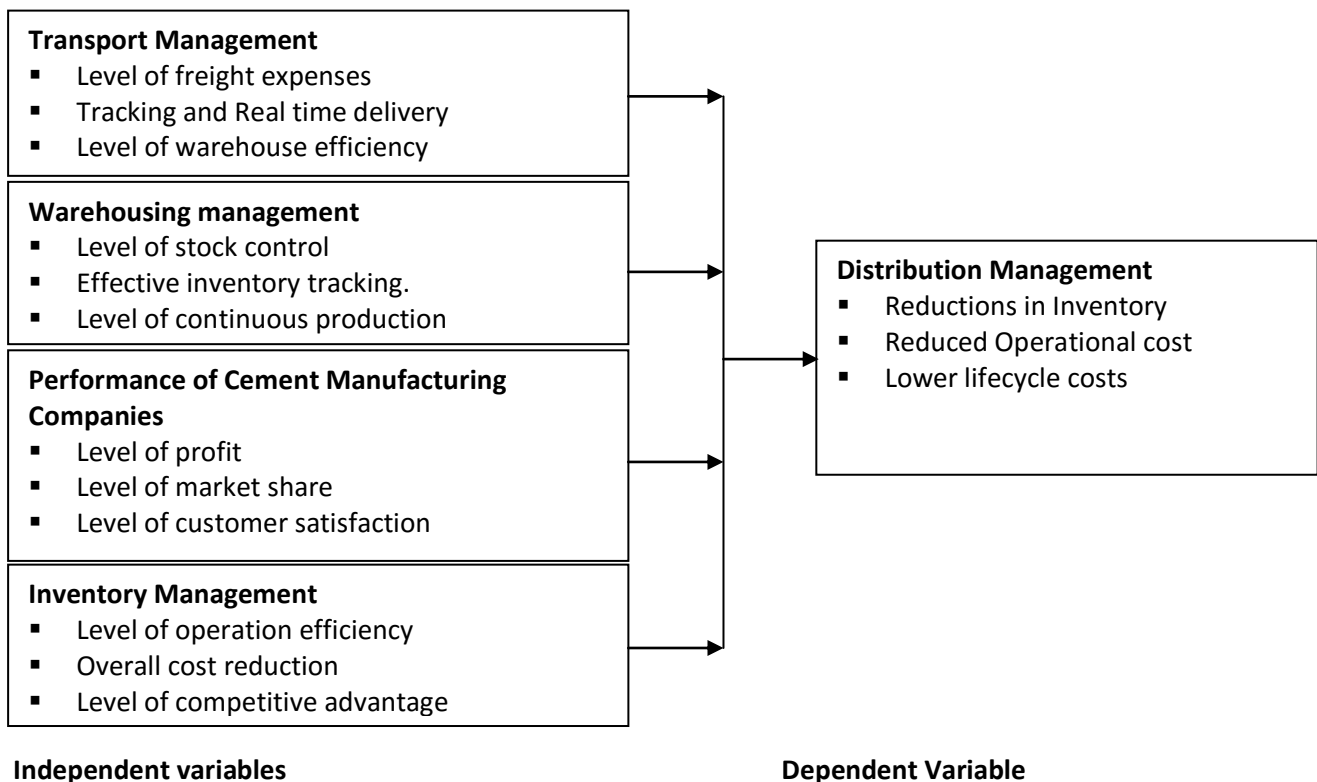 Transport Management
▪ Level of freight expenses
▪ Tracking and Real time delivery
▪ Level of warehouse efficiency
Warehousing management
▪ Level of stock control
▪ Effective inventory tracking.
▪ Level of continuous production
Performance of Cement Manufacturing
Companies
▪ Level of profit
▪ Level of market share
▪ Level of customer satisfaction
Inventory Management
▪ Level of operation efficiency
▪ Overall cost reduction
▪ Level of competitive advantage
Distribution Management
▪ Reductions in Inventory
▪ Reduced Operational cost
▪ Lower lifecycle costs
Independent variables
Dependent Variable